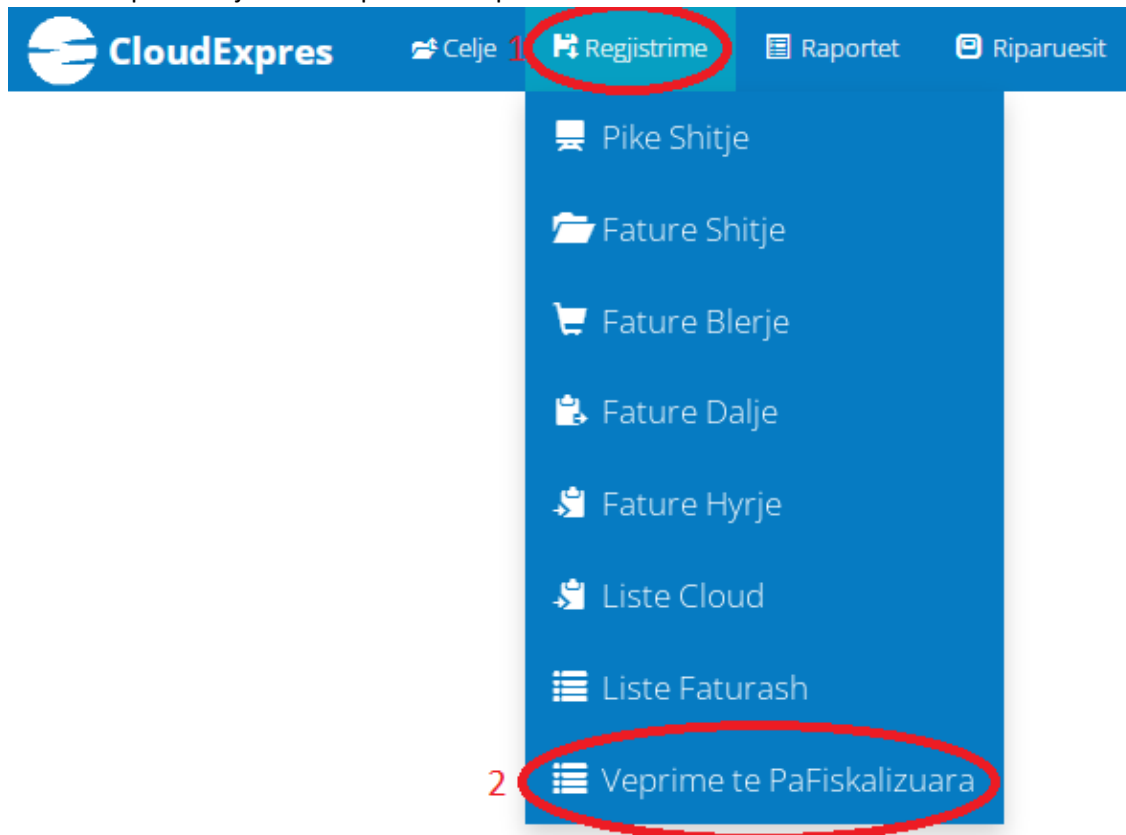 CloudExpres Celje 1 Regjistrime Raportet Riparuesit
Pike Shitje
Fature Shitje
Fature Blerje
Fature Dalje
Fature Hyrje
Liste Cloud
Liste Faturash
2 Veprime te PaFiskalizuara